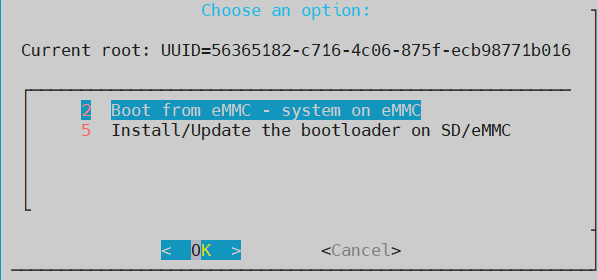 Choose an option:
Current root: UUID=56365182-c716-4c06-875f-ecb98771b016
2 Boot from eMMC - system on eMMC
5 Install/Update the bootloader on SD/eMMC
< OK > <Cancel>